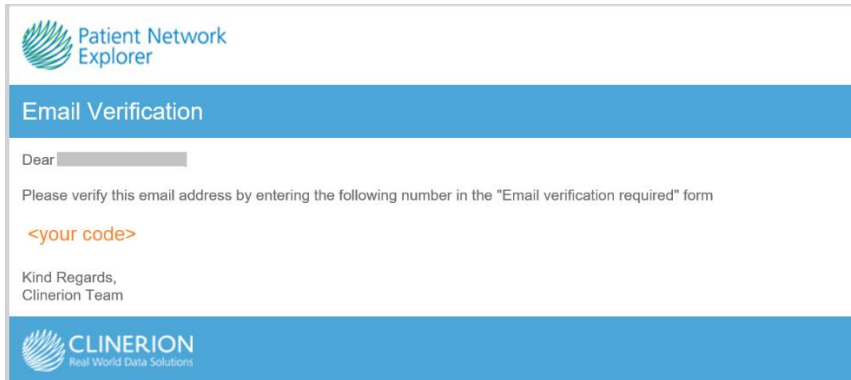 Patient Network
Explorer
Email Verification
Dear
Please verify this email address by entering the following number in the "Email verification required" form
<your code>
Kind Regards,
Clinerion Team
CLINERION
Real World Data Solutions